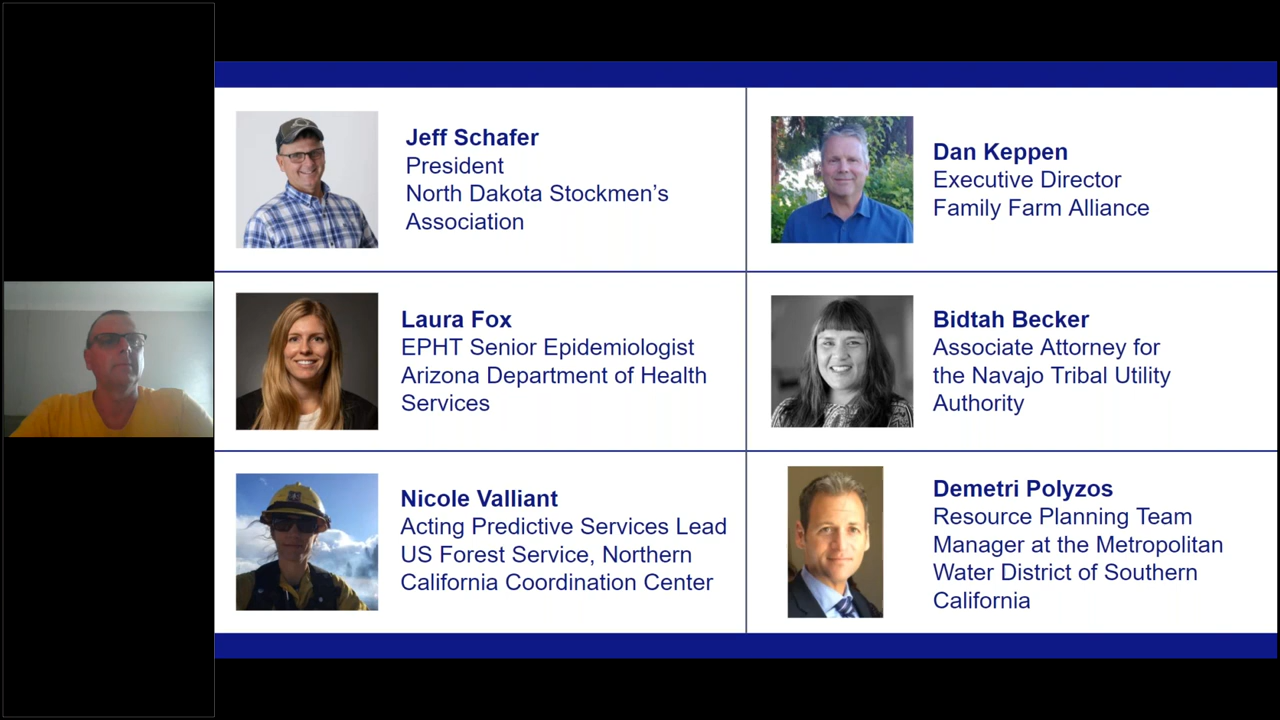 Jeff Schafer
President
North Dakota Stockmen's
Association
Dan Keppen
Executive Director
Family Farm Alliance
Laura Fox
EPHT Senior Epidemiologist
Arizona Department of Health
Services
Bidtah Becker
Associate Attorney for
the Navajo Tribal Utility
Authority
Nicole Valliant
Acting Predictive Services Lead
US Forest Service, Northern
California Coordination Center
Demetri Polyzos
Resource Planning Team
Manager at the Metropolitan
Water District of Southern
California